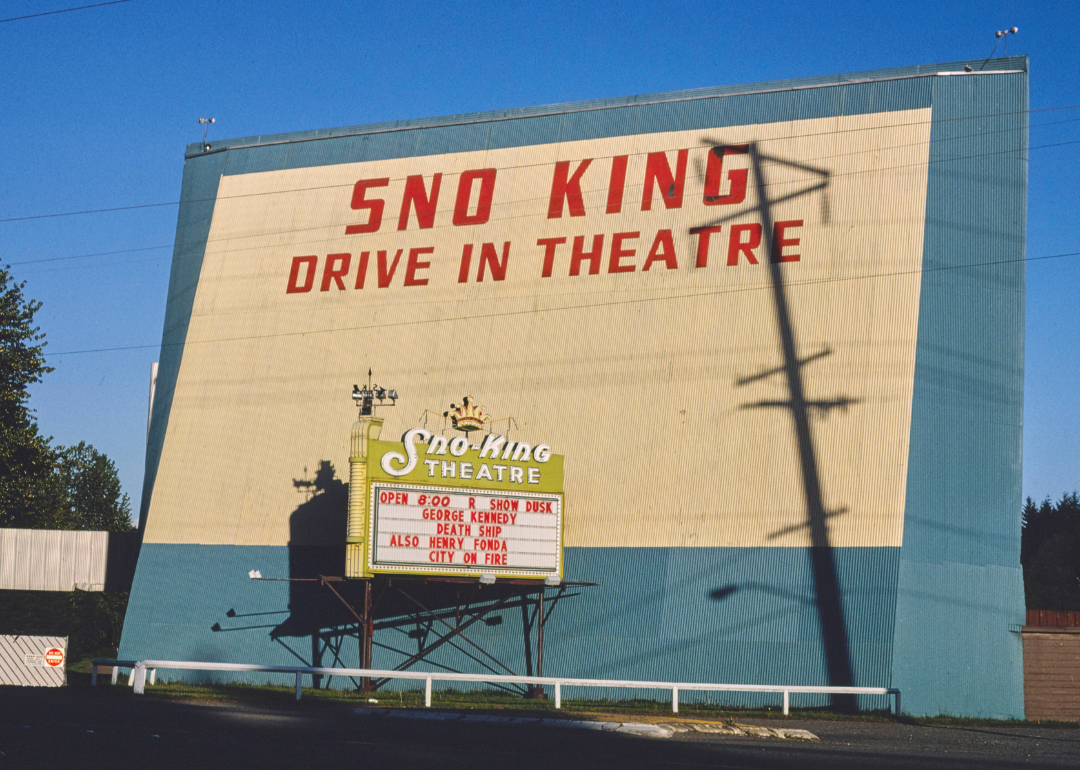 SNO KING
DRIVE IN THEATRE
Sno-King
THEATRE
OPEN 8:00 R SHOW DUSK
GEORGE KENNEDY
DEATH SHIP
ALSO HENRY FONDA
CITY ON FIRE
ENTER